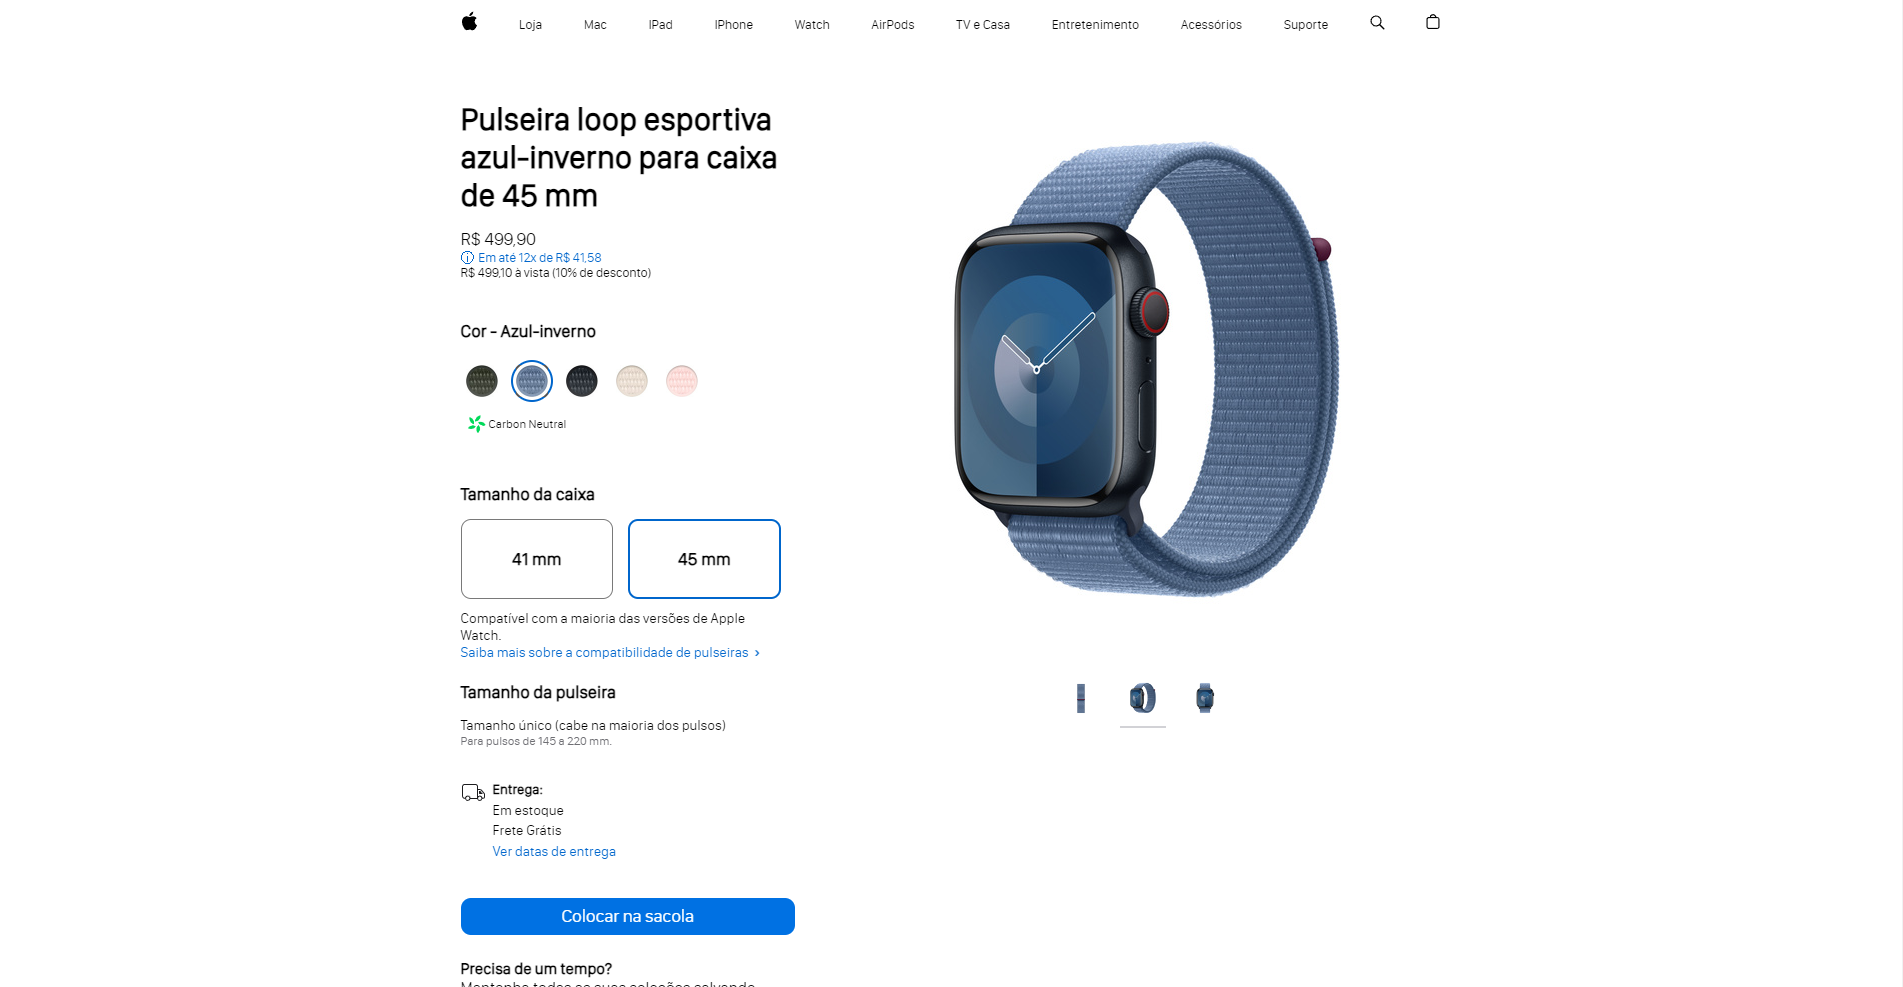 Loja Mac IPad IPhone Watch AirPods TV e Casa Entretenimento Acessórios Suporte
Pulseira loop esportiva
azul-inverno para caixa
de 45 mm
R$ 499,90
Em até 12x de R$ 41,58
R$ 499,10 à vista (10% de desconto)
Cor - Azul-inverno
Carbon Neutral
Tamanho da caixa
41 mm 45 mm
Compatível com a maioria das versões de Apple
Watch.
Saiba mais sobre a compatibilidade de pulseiras >
Tamanho da pulseira
Tamanho único (cabe na maioria dos pulsos)
Para pulsos de 145 a 220 mm.
Entrega:
Em estoque
Frete Grátis
Ver datas de entrega
Colocar na sacola
Precisa de um tempo?